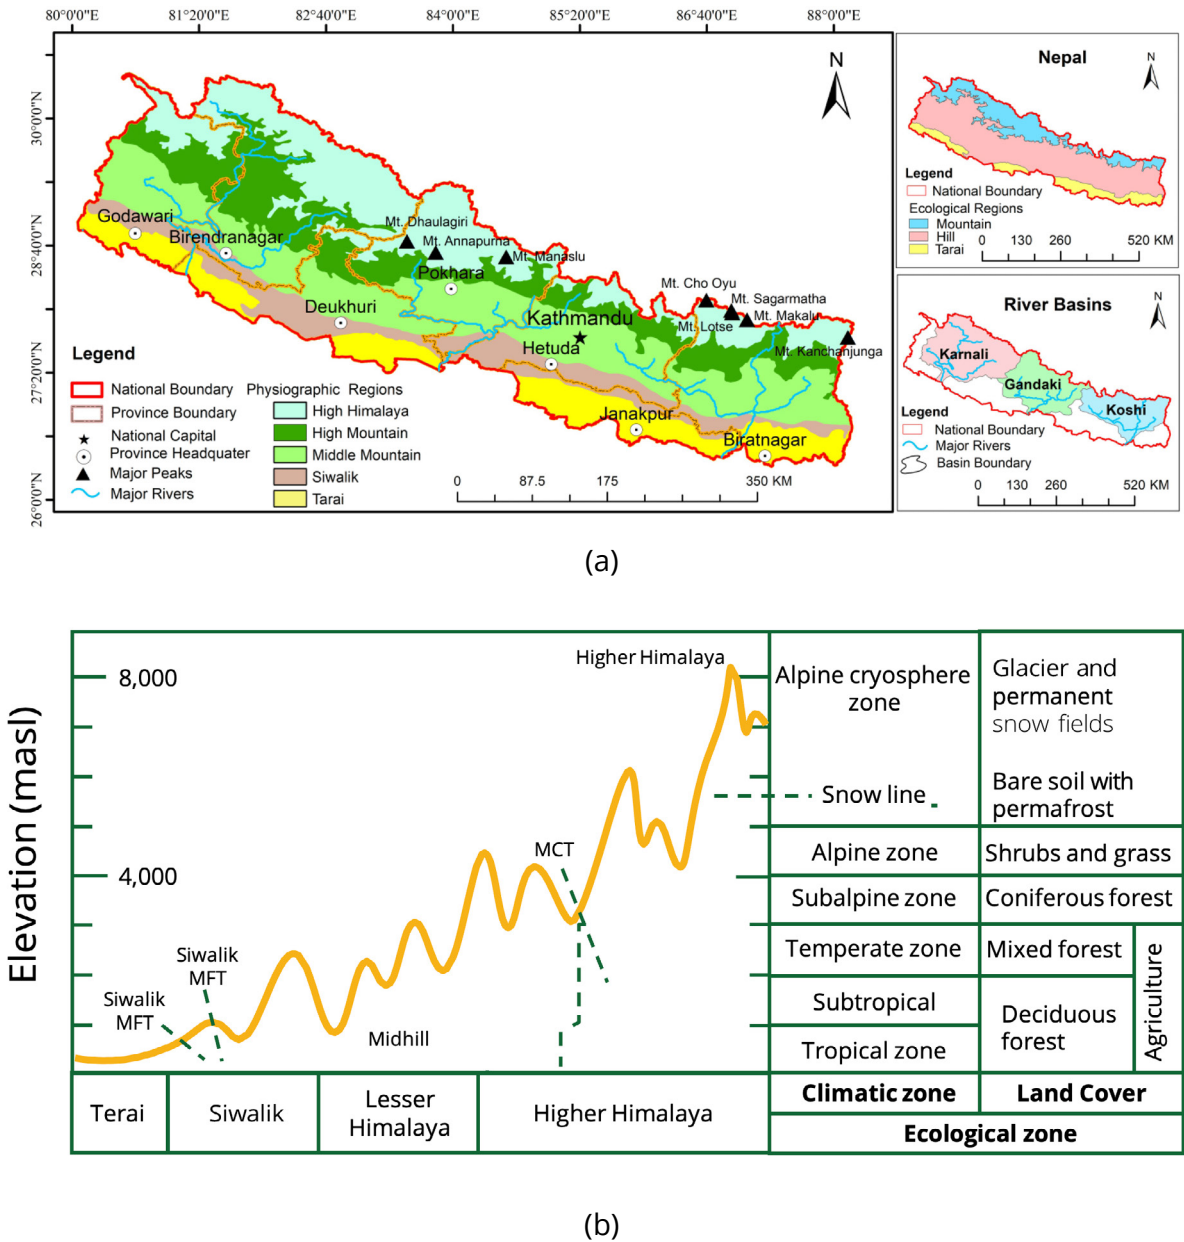 80°0'0"E
81°20'0"E
82°40'0"E
84°0'0"E
85°20'0"E
86°40'0"E
88°0'0"E
30°0'0"N
28°40'0"N
27°20'0"N
26°0'0"N
N
Mt. Dhaulagiri
Godawari
Birendranagar
Mt. Annapurna
Mt. Manaslu
Pokhara
Mt. Cho Oyu
Mt. Sagarmatha
Deukhuri
Kathmandu
Mt. Makalu
Mt. Lotse
Hetuda
Mt. Kanchanjunga
Janakpur
Biratnagar
Legend
National Boundary
Province Boundary
National Capital
Province Headquater
Major Peaks
Major Rivers
Physiographic Regions
High Himalaya
High Mountain
Middle Mountain
Siwalik
Tarai
0 87.5 175 350 KM
Nepal
N
Legend
National Boundary
Ecological Regions
Mountain
Hill
Tarai
0 130 260 520 KM
River Basins
N
Karnali
Gandaki
Koshi
Legend
National Boundary
Major Rivers
Basin Boundary
0 130 260 520 KM
(a)
Elevation (masl)
8,000
4,000
Higher Himalaya
MCT
Siwalik
MFT
Siwalik
MFT
Midhill
Snow line
Alpine cryosphere
zone
Glacier and
permanent
snow fields
Bare soil with
permafrost
Alpine zone
Shrubs and grass
Subalpine zone
Coniferous forest
Temperate zone
Mixed forest
Subtropical
Deciduous
forest
Tropical zone
Agriculture
Terai
Siwalik
Lesser
Himalaya
Higher Himalaya
Climatic zone
Land Cover
Ecological zone
(b)